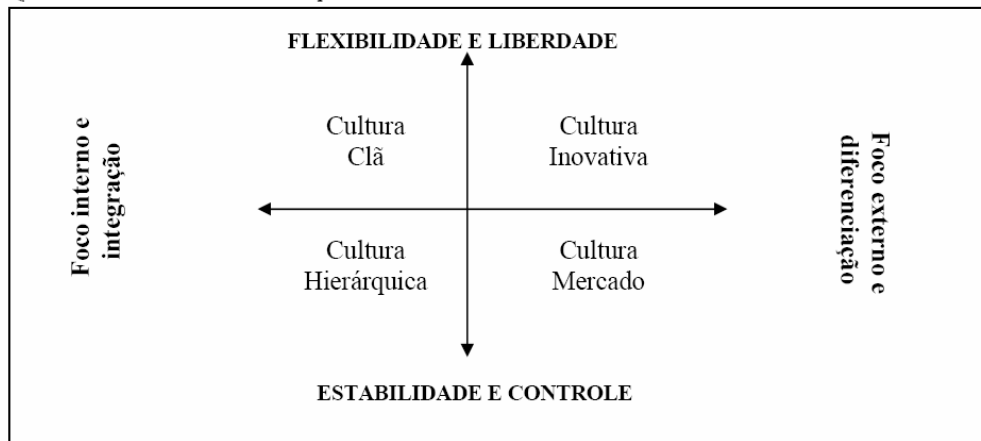 FLEXIBILIDADE E LIBERDADE
Foco interno e
integração
Cultura
Clã
Cultura
Inovativa
Foco externo e
diferenciação
Cultura
Hierárquica
Cultura
Mercado
ESTABILIDADE E CONTROLE